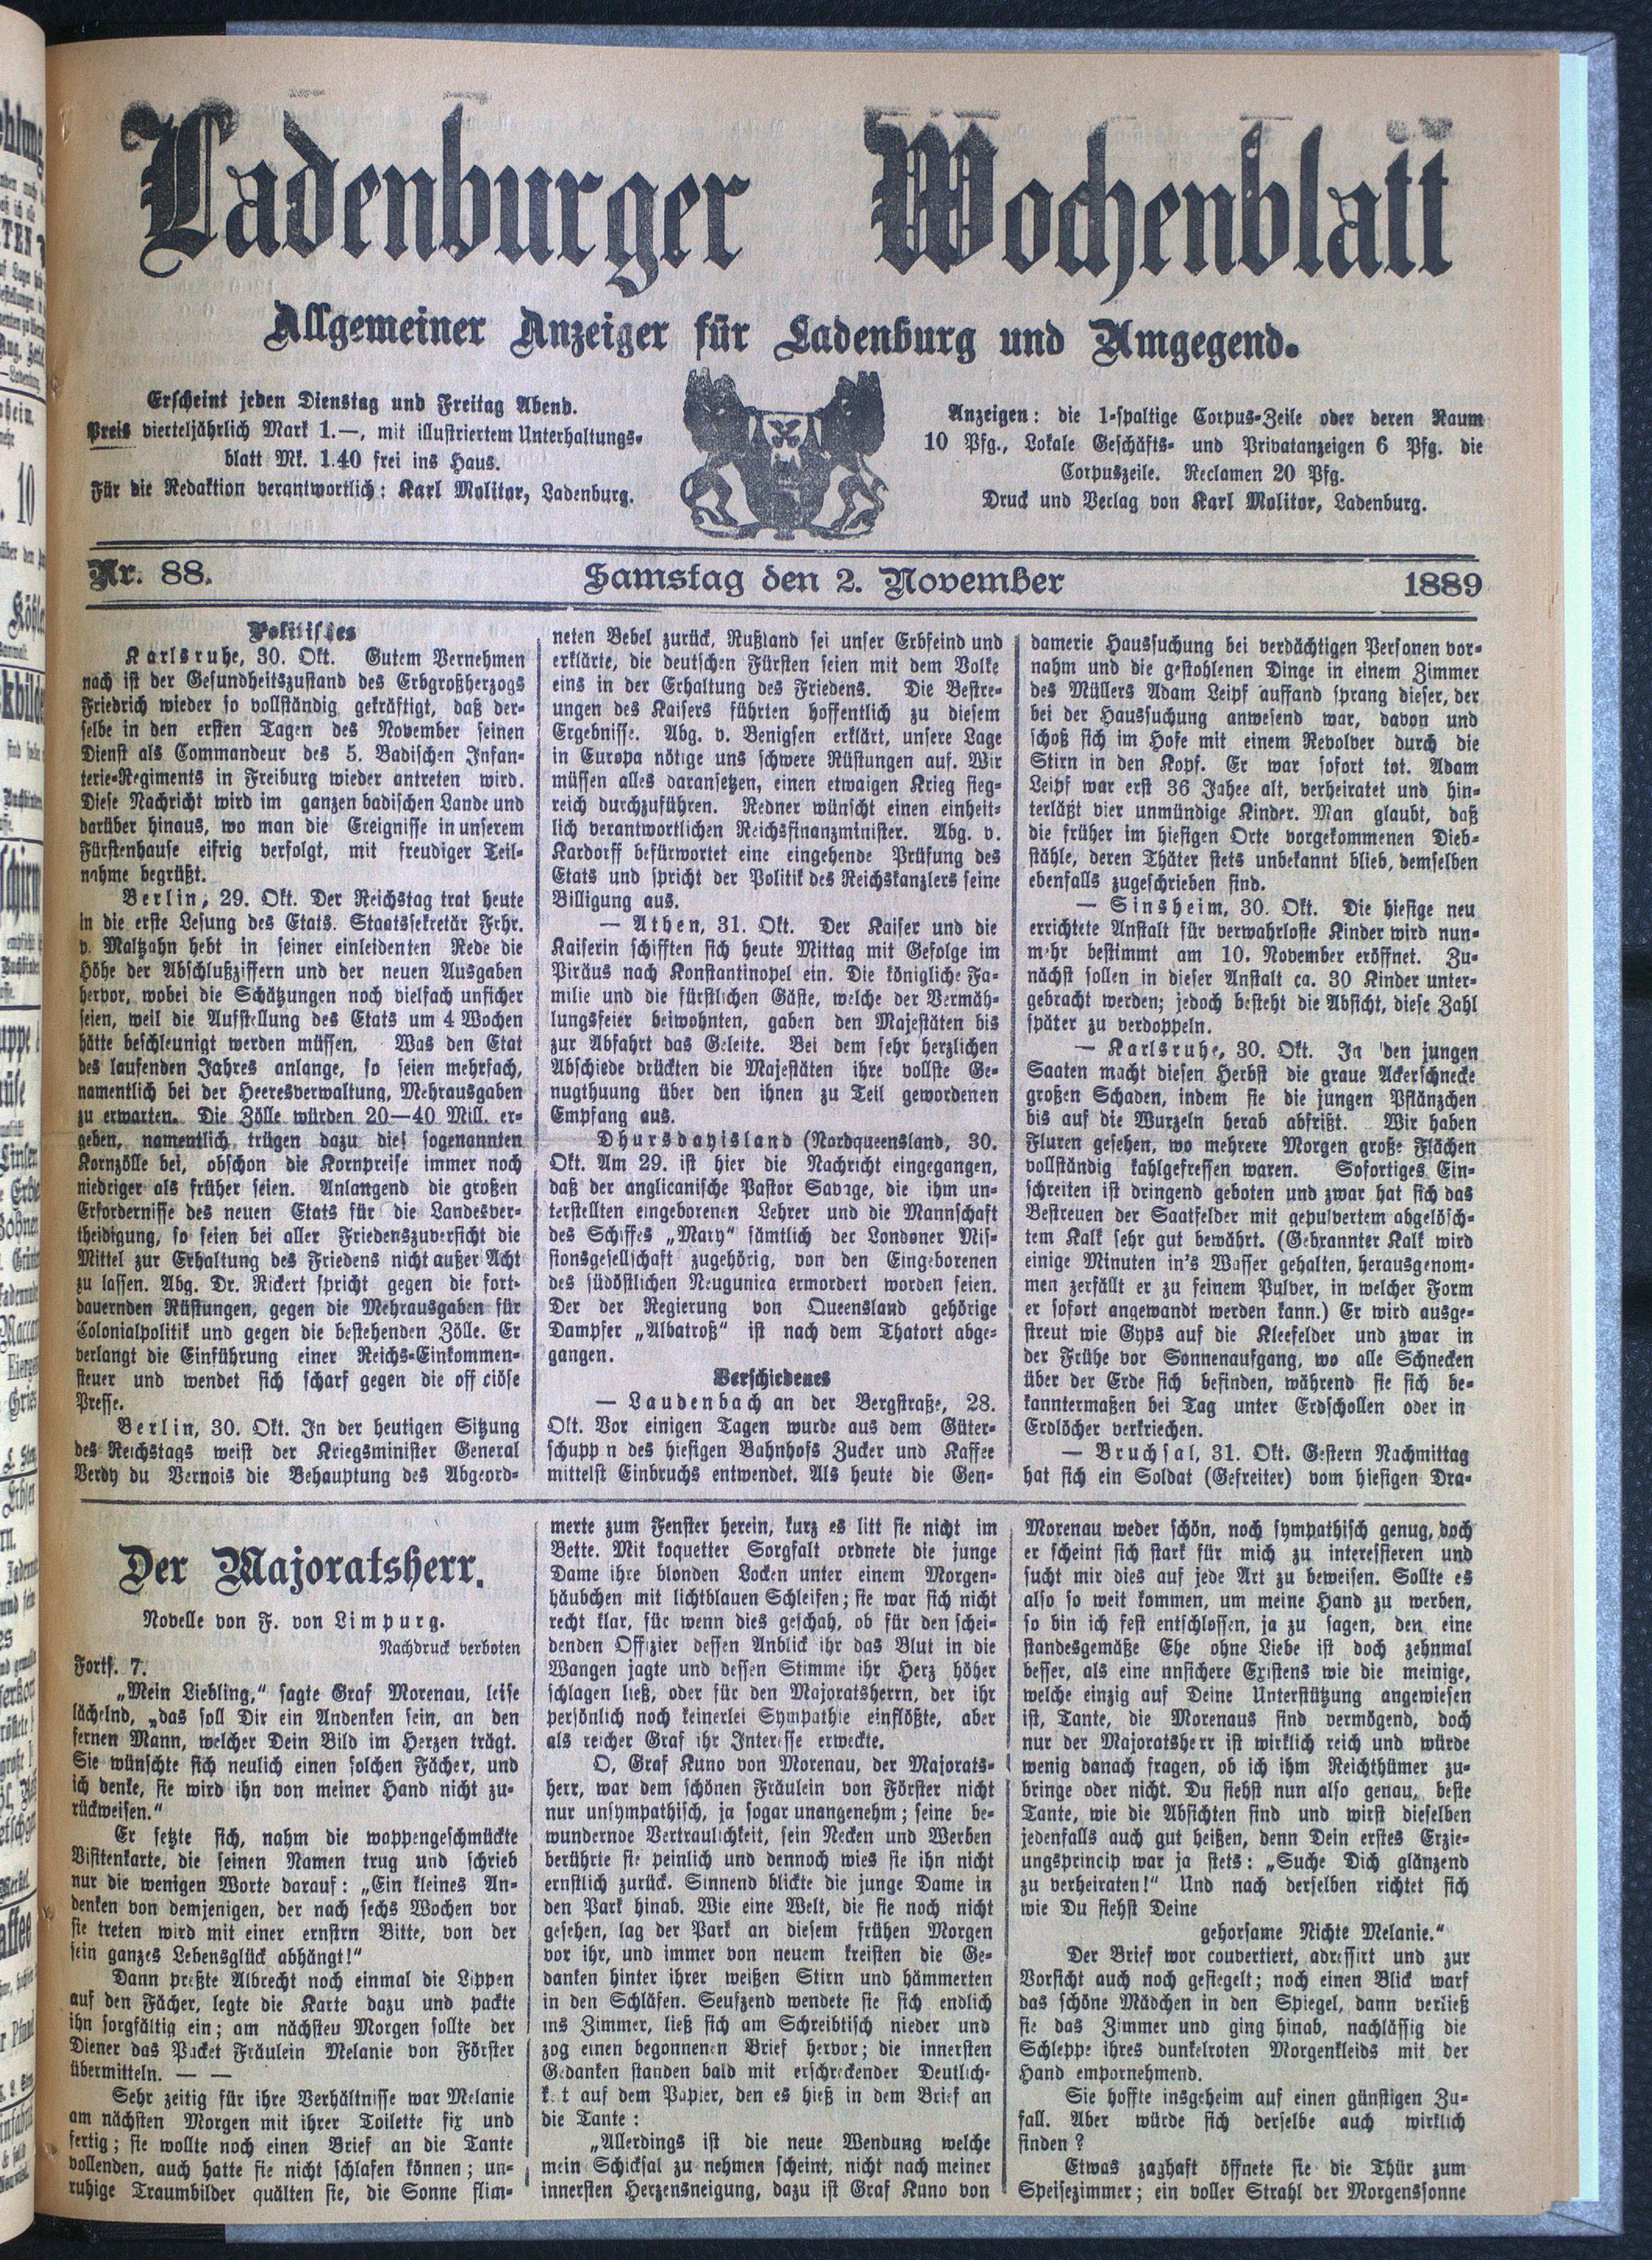 Ladenburger Wochenblatt
Allgemeiner Anzeiger für Ladenburg und Umgegend.
Erscheint jeden Dienstag und Freitag Abend.
Preis vierteljährlich Mark 1.—, mit illustriertem Unterhaltungs-
blatt Mk. 1.40 frei ins Haus.
Für die Redaktion verantwortlich: Karl Molitor, Ladenburg.
Anzeigen: die 1-spaltige Corpus-Zeile oder deren Raum
10 Pfg., Lokale Geschäfts- und Privatanzeigen 6 Pfg. die
Corpuszeile. Reclamen 20 Pfg.
Druck und Verlag von Karl Molitor, Ladenburg.
Nr. 88. Samstag den 2. November 1889
Politisches
Karlsruhe, 30. Okt. Gutem Vernehmen
nach ist der Gesundheitszustand des Erbgroßherzogs
Friedrich wieder so vollständig gekräftigt, daß der-
selbe in den ersten Tagen des November seinen
Dienst als Commandeur des 5. Badischen Infan-
terie-Regiments in Freiburg wieder antreten wird.
Diese Nachricht wird im ganzen badischen Lande und
darüber hinaus, wo man die Ereignisse in unserem
Fürstenhause eifrig verfolgt, mit freudiger Teil-
nahme begrüßt.
Berlin, 29. Okt. Der Reichstag trat heute
in die erste Lesung des Etats. Staatssekretär Frhr.
v. Maltzahn hebt in seiner einleidenten Rede die
Höhe der Abschlußziffern und der neuen Ausgaben
hervor, wobei die Schätzungen noch vielfach unsicher
seien, weil die Aufstellung des Etats um 4 Wochen
hätte beschleunigt werden müssen. Was den Etat
des laufenden Jahres anlange, so seien mehrfach,
namentlich bei der Heeresverwaltung, Mehrausgaben
zu erwarten. Die Zölle würden 20—40 Mill. er-
geben, namentlich trügen dazu die sogenannten
Kornzölle bei, obschon die Kornpreise immer noch
niedriger als früher seien. Anlangend die großen
Erfordernisse des neuen Etats für die Landesver-
theidigung, so seien bei aller Friedenszuversicht die
Mittel zur Erhaltung des Friedens nicht außer Acht
zu lassen. Abg. Dr. Rickert spricht gegen die fort-
dauernden Rüstungen, gegen die Mehrausgaben für
Colonialpolitik und gegen die bestehenden Zölle. Er
verlangt die Einführung einer Reichs-Einkommen-
steuer und wendet sich scharf gegen die off ciöse
Presse.
Berlin, 30. Okt. In der heutigen Sitzung
des Reichstags weist der Kriegsminister General
Verdy du Vernois die Behauptung des Abgeord-
neten Bebel zurück, Rußland sei unser Erbfeind und
erklärte, die deutschen Fürsten seien mit dem Volke
eins in der Erhaltung des Friedens. Die Bestre-
ungen des Kaisers führten hoffentlich zu diesem
Ergebnisse. Abg. v. Benigsen erklärt, unsere Lage
in Europa nötige uns schwere Rüstungen auf. Wir
müssen alles daransetzen, einen etwaigen Krieg sieg-
reich durchzuführen. Redner wünscht einen einheit-
lich verantwortlichen Reichsfinanzminister. Abg. v.
Kardorff befürwortet eine eingehende Prüfung des
Etats und spricht der Politik des Reichskanzlers seine
Billigung aus.
— Athen, 31. Okt. Der Kaiser und die
Kaiserin schifften sich heute Mittag mit Gefolge im
Piräus nach Konstantinopel ein. Die königliche Fa-
milie und die fürstlichen Gäste, welche der Vermäh-
lungsfeier beiwohnten, gaben den Majestäten bis
zur Abfahrt das Geleite. Bei dem sehr herzlichen
Abschiede drückten die Majestäten ihre vollste Ge-
nugthuung über den ihnen zu Teil gewordenen
Empfang aus.
Dhursdayisland (Nordqueensland, 30.
Okt. Am 29. ist hier die Nachricht eingegangen,
daß der anglicanische Pastor Savage, die ihm un-
terstellten eingeborenen Lehrer und die Mannschaft
des Schiffes „Mary“ sämtlich der Londoner Mis-
sionsgesellschaft zugehörig, von den Eingeborenen
des südöstlichen Neugunica ermordert worden seien.
Der der Regierung von Queensland gehörige
Dampfer „Albatroß“ ist nach dem Thatort abge-
gangen.
Verschiedenes
— Laudenbach an der Bergstraße, 28.
Okt. Vor einigen Tagen wurde aus dem Güter-
schupp n des hiesigen Bahnhofs Zucker und Kaffee
mittelst Einbruchs entwendet. Als heute die Gen-
damerie Haussuchung bei verdächtigen Personen vor-
nahm und die gestohlenen Dinge in einem Zimmer
des Müllers Adam Leipf auffand sprang dieser, der
bei der Haussuchung anwesend war, davon und
schoß sich im Hofe mit einem Revolver durch die
Stirn in den Kopf. Er war sofort tot. Adam
Leipf war erst 36 Jahee alt, verheiratet und hin-
terläßt vier unmündige Kinder. Man glaubt, daß
die früher im hiesigen Orte vorgekommenen Dieb-
stähle, deren Thäter stets unbekannt blieb, demselben
ebenfalls zugeschrieben sind.
— Sinsheim, 30. Okt. Die hiesige neu
errichtete Anstalt für verwahrloste Kinder wird nun-
mehr bestimmt am 10. November eröffnet. Zu-
nächst sollen in dieser Anstalt ca. 30 Kinder unter-
gebracht werden; jedoch besteht die Absicht, diese Zahl
später zu verdoppeln.
— Karlsruhe, 30. Okt. In den jungen
Saaten macht diesen Herbst die graue Ackerschnecke
großen Schaden, indem sie die jungen Pflänzchen
bis auf die Wurzeln herab abfrißt. Wir haben
Fluren gesehen, wo mehrere Morgen große Flächen
vollständig kahlgefressen waren. Sofortiges Ein-
schreiten ist dringend geboten und zwar hat sich das
Bestreuen der Saatfelder mit gepulvertem abgelösch-
tem Kalk sehr gut bewährt. (Gebrannter Kalk wird
einige Minuten in's Wasser gehalten, herausgenom-
men zerfällt er zu feinem Pulver, in welcher Form
er sofort angewandt werden kann.) Er wird ausge-
streut wie Gyps auf die Kleefelder und zwar in
der Frühe vor Sonnenaufgang, wo alle Schnecken
über der Erde sich befinden, während sie sich be-
kanntermaßen bei Tag unter Erdschollen oder in
Erdlöcher verkriechen.
— Bruchsal, 31. Okt. Gestern Nachmittag
hat sich ein Soldat (Gefreiter) vom hiesigen Dra-
Der Majoratsherr.
Novelle von F. von Limpurg.
Nachdruck verboten
Forts. 7.
„Mein Liebling,“ sagte Graf Morenau, leise
lächelnd, „das soll Dir ein Andenken sein, an den
fernen Mann, welcher Dein Bild im Herzen trägt.
Sie wünschte sich neulich einen solchen Fächer, und
ich denke, sie wird ihn von meiner Hand nicht zu-
rückweisen.“
Er setzte sich, nahm die wappengeschmückte
Visitenkarte, die seinen Namen trug und schrieb
nur die wenigen Worte darauf: „Ein kleines An-
denken von demjenigen, der nach sechs Wochen vor
sie treten wird mit einer ernstrn Bitte, von der
sein ganzes Lebensglück abhängt!“
Dann preßte Albrecht noch einmal die Lippen
auf den Fächer, legte die Karte dazu und packte
ihn sorgfältig ein; am nächsteu Morgen sollte der
Diener das Packet Fräulein Melanie von Förster
übermitteln. — —
Sehr zeitig für ihre Verhältnisse war Melanie
am nächsten Morgen mit ihrer Toilette fix und
fertig; sie wollte noch einen Brief an die Tante
vollenden, auch hatte sie nicht schlafen können; un-
ruhige Traumbilder quälten sie, die Sonne flim-
merte zum Fenster herein, kurz es litt sie nicht im
Bette. Mit koquetter Sorgfalt ordnete die junge
Dame ihre blonden Locken unter einem Morgen-
häubchen mit lichtblauen Schleifen; sie war sich nicht
recht klar, für wenn dies geschah, ob für den schei-
denden Offizier dessen Anblick ihr das Blut in die
Wangen jagte und dessen Stimme ihr Herz höher
schlagen ließ, oder für den Majoratsherrn, der ihr
persönlich noch keinerlei Sympathie einflößte, aber
als reicher Graf ihr Interesse erweckte.
O, Graf Kuno von Morenau, der Majorats-
herr, war dem schönen Fräulein von Förster nicht
nur unsympathisch, ja sogar unangenehm; seine be-
wundernde Vertraulichkeit, sein Necken und Werben
berührte sie peinlich und dennoch wies sie ihn nicht
ernstlich zurück. Sinnend blickte die junge Dame in
den Park hinab. Wie eine Welt, die sie noch nicht
gesehen, lag der Park an diesem frühen Morgen
vor ihr, und immer von neuem kreisten die Ge-
danken hinter ihrer weißen Stirn und hämmerten
in den Schläfen. Seufzend wendete sie sich endlich
ins Zimmer, ließ sich am Schreibtisch nieder und
zog einen begonnenen Brief hervor; die innersten
Gedanken standen bald mit erschreckender Deutlich-
k t auf dem Papier, den es hieß in dem Brief an
die Tante:
„Allerdings ist die neue Wendung welche
mein Schicksal zu nehmen scheint, nicht nach meiner
innersten Herzensneigung, dazu ist Graf Kuno von
Morenau weder schön, noch sympathisch genug, doch
er scheint sich stark für mich zu interessieren und
sucht mir dies auf jede Art zu beweisen. Sollte es
also so weit kommen, um meine Hand zu werben,
so bin ich fest entschlossen, ja zu sagen, den eine
standesgemäße Ehe ohne Liebe ist doch zehnmal
besser, als eine nnsichere Existens wie die meinige,
welche einzig auf Deine Unterstützung angewiesen
ist, Tante, die Morenaus sind vermögend, doch
nur der Majoratsherr ist wirklich reich und würde
wenig danach fragen, ob ich ihm Reichthümer zu-
bringe oder nicht. Du siehst nun also genau, beste
Tante, wie die Absichten sind und wirst dieselben
jedenfalls auch gut heißen, denn Dein erstes Erzie-
ungsprincip war ja stets: „Suche Dich glänzend
zu verheiraten!“ Und nach derselben richtet sich
wie Du siehst Deine
gehorsame Nichte Melanie.“
Der Brief wor couvertiert, adressirt und zur
Vorsicht auch noch gesiegelt; noch einen Blick warf
das schöne Mädchen in den Spiegel, dann verließ
sie das Zimmer und ging hinab, nachlässig die
Schleppe ihres dunkelroten Morgenkleids mit der
Hand empornehmend.
Sie hoffte insgeheim auf einen günstigen Zu-
fall. Aber würde sich derselbe auch wirklich
finden?
Etwas zaghaft öffnete sie die Thür zum
Speisezimmer; ein voller Strahl der Morgenssonne